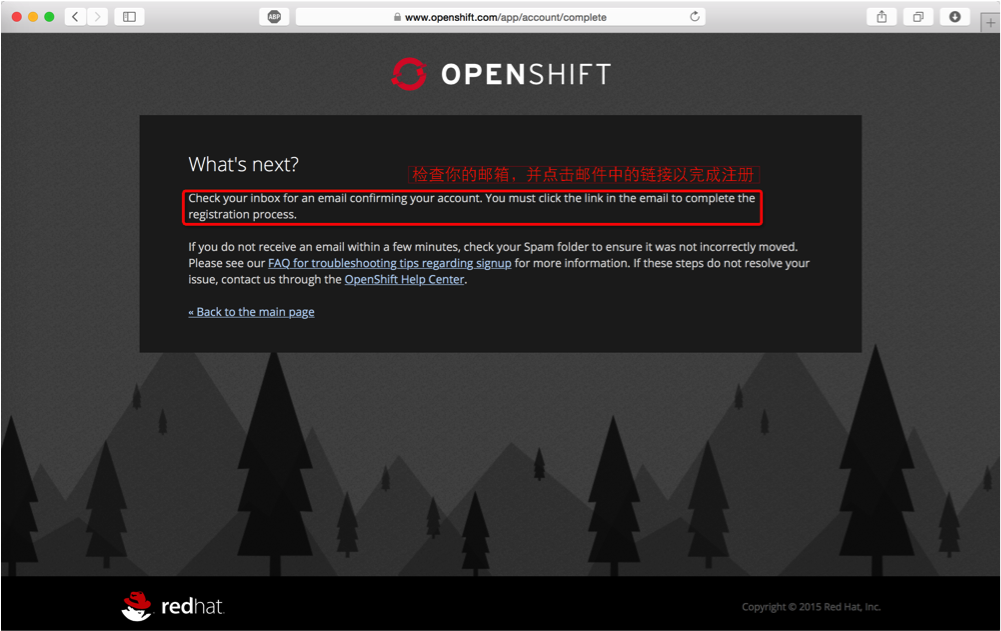 ABP
www.openshift.com/app/account/complete
OPENSHIFT
What's next?
检查你的邮箱，并点击邮件中的链接以完成注册
Check your inbox for an email confirming your account. You must click the link in the email to complete the
registration process.
If you do not receive an email within a few minutes, check your Spam folder to ensure it was not incorrectly moved.
Please see our FAQ for troubleshooting tips regarding signup for more information. If these steps do not resolve your
issue, contact us through the OpenShift Help Center.
« Back to the main page
redhat.
Copyright © 2015 Red Hat, Inc.